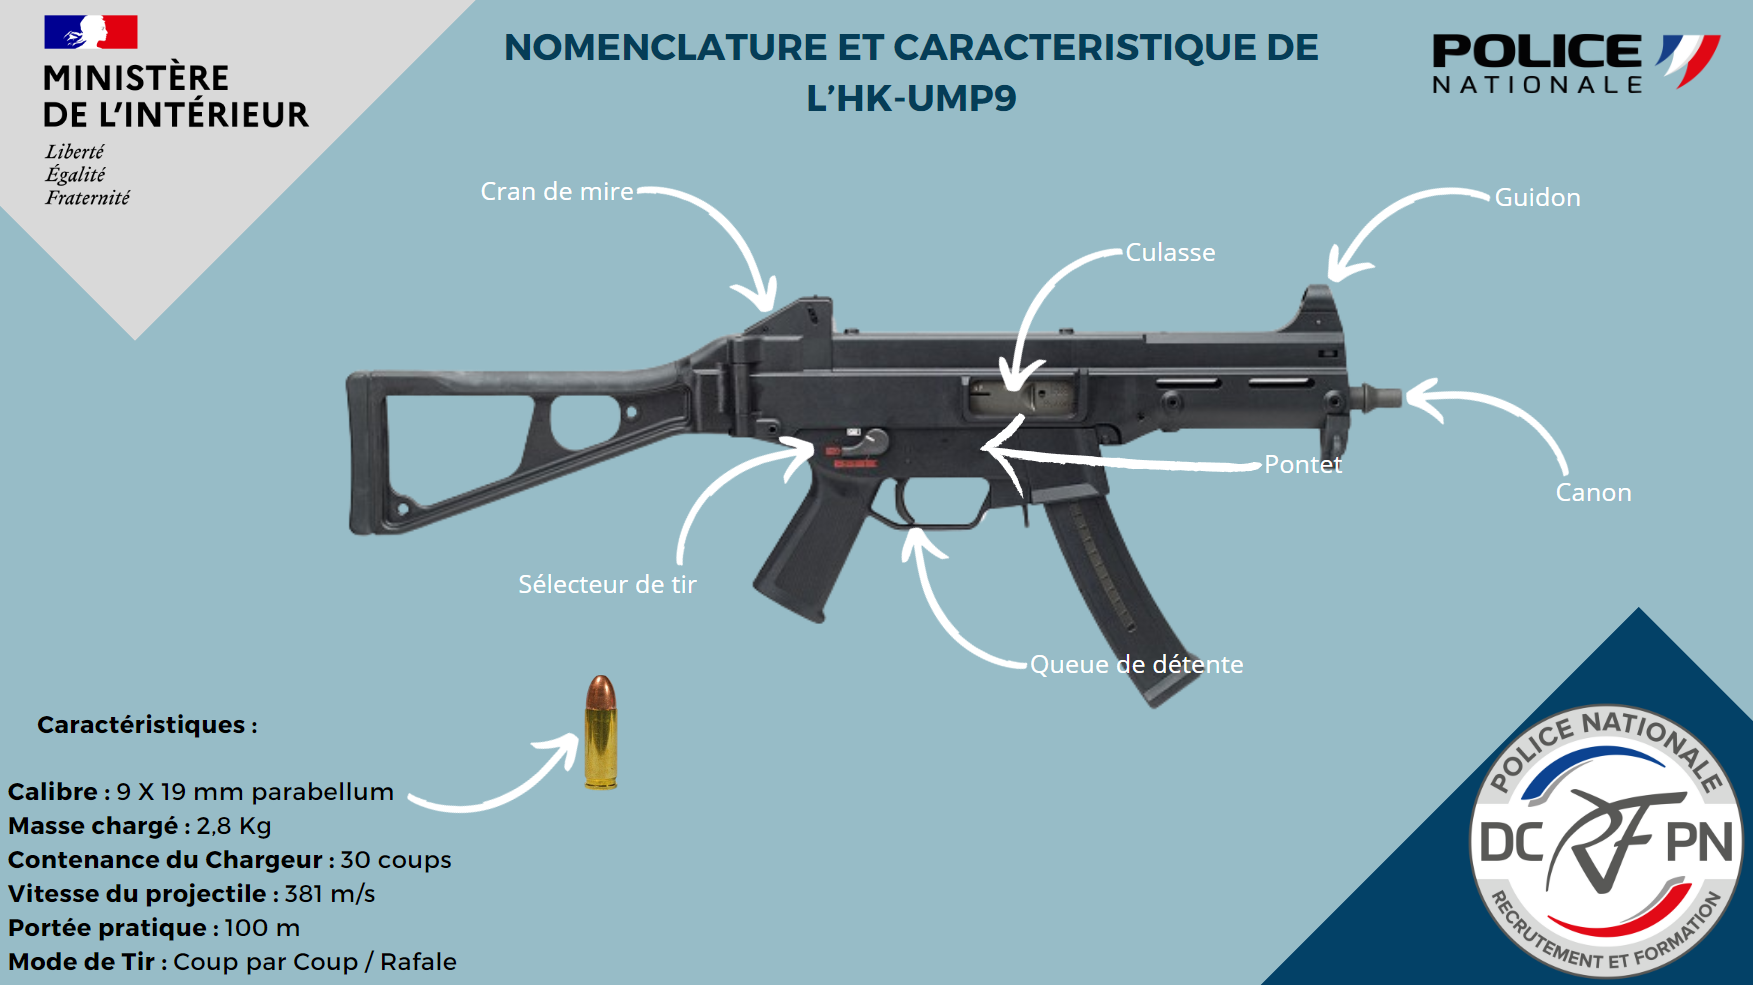 MINISTÈRE
DE L'INTÉRIEUR
Liberté
Égalité
Fraternité
NOMENCLATURE ET CARACTERISTIQUE DE
L'HK-UMP9
POLICE
NATIONALE
Cran de mire
Guidon
Culasse
Pontet
Canon
Sélecteur de tir
Queue de détente
Caractéristiques :
Calibre : 9 X 19 mm parabellum
Masse chargé : 2,8 Kg
Contenance du Chargeur : 30 coups
Vitesse du projectile : 381 m/s
Portée pratique : 100 m
Mode de Tir : Coup par Coup / Rafale
POLICE NATIONALE
DC RF PN
RECRUTEMENT ET FORMATION